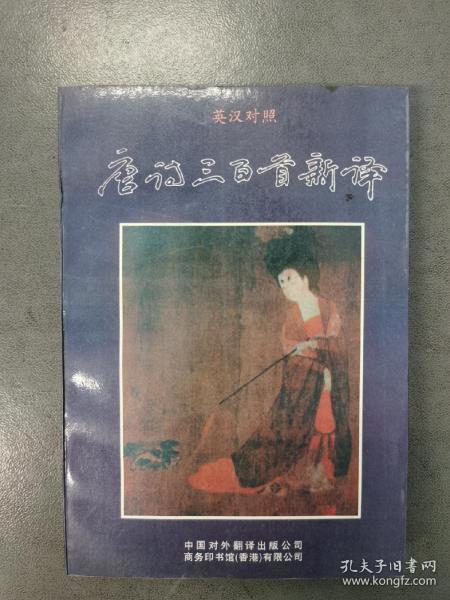 英汉对照
唐诗三百首新译
中国对外翻译出版公司
商务印书馆(香港)有限公司
孔夫子旧书网
kongfz.com